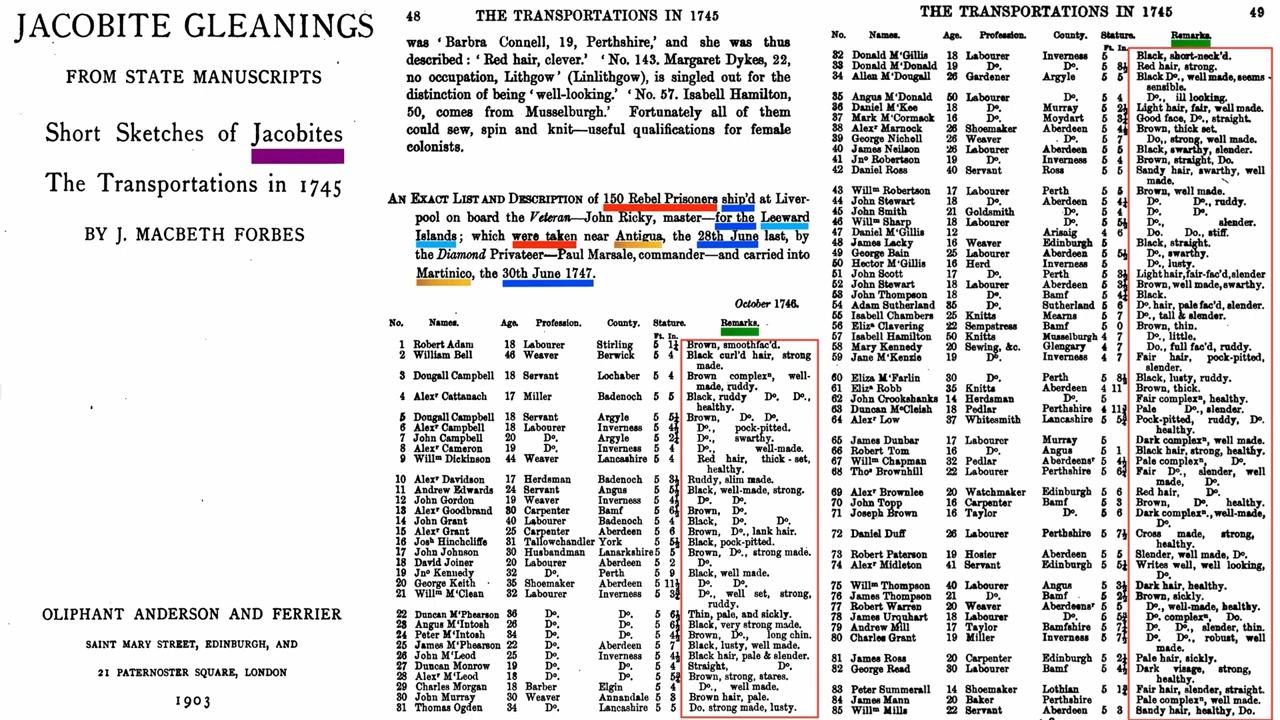 JACOBITE GLEANINGS
FROM STATE MANUSCRIPTS
Short Sketches of Jacobites
The Transportations in 1745
BY J. MACBETH FORBES
OLIPHANT ANDERSON AND FERRIER
SAINT MARY STREET, EDINBURGH, AND
21 PATERNOSTER SQUARE, LONDON
1903
48 THE TRANSPORTATIONS IN 1745
was 'Barbra Connell, 19, Perthshire,' and she was thus
described: 'Red hair, clever.' 'No. 143. Margaret Dykes, 22,
no occupation, Lithgow' (Linlithgow), is singled out for the
distinction of being 'well-looking.' 'No. 57. Isabell Hamilton,
50, comes from Musselburgh.' Fortunately all of them
could sew, spin and knit—useful qualifications for female
colonists.
AN EXACT LIST AND DESCRIPTION of 150 Rebel Prisoners ship'd at Liver-
pool on board the Veteran—John Ricky, master—for the Leeward
Islands; which were taken near Antigua, the 28th June last, by
the Diamond Privateer—Paul Marsale, commander—and carried into
Martinico, the 30th June 1747.
October 1746.
No. Names. Age. Profession. County. Stature. Remarks.
Ft. In.
1 Robert Adam 18 Labourer Stirling 5 1½ Brown, smoothfac'd.
2 William Bell 46 Weaver Berwick 5 4 Black curl'd hair, strong
made.
3 Dougall Campbell 18 Servant Lochaber 5 4 Brown complexn, well-
made, ruddy.
4 Alexr Cattanach 17 Miller Badenoch 5 5 Black, ruddy Do. Do.,
healthy.
5 Dougall Campbell 18 Servant Argyle 5 Brown, Do. Do.
6 Alexr Campbell 18 Labourer Inverness 5 Do., pock-pitted.
7 John Campbell 20 Do. Argyle 5 Do., swarthy.
8 Alexr Cameron 19 Do. Inverness 5 4 Do., well-made.
9 Willm Dickinson 44 Weaver Lancashire 5 4 Red hair, thick-set,
healthy.
10 Alexr Davidson 17 Herdsman Badenoch 5 Ruddy, slim made.
11 Andrew Edwards 24 Servant Angus 5 Black, well-made, strong.
12 John Gordon 19 Weaver Inverness 5 Do. Do.
13 Alexr Goodbrand 30 Carpenter Bamf 5 Brown, Do.
14 John Grant 40 Labourer Badenoch 5 4 Black, Do. Do.
15 Alexr Grant 25 Carpenter Aberdeen 5 6 Brown, Do., lank hair.
16 Josh Hinchcliffe 31 Tallowchandler York 5 Black, pock-pitted.
17 John Johnson 30 Husbandman Lanarkshire 5 5 Brown, Do., strong made.
18 David Joiner 20 Labourer Aberdeen 5 2 Do.
19 Jno Kennedy 32 Do. Perth 5 9 Black, well made.
20 George Keith 35 Shoemaker Aberdeen 5 Do. Do.
21 Willm M'Clean 32 Labourer Inverness 5 Do., well set, strong,
ruddy.
22 Duncan M'Phearson 36 Do. Do. 5 Thin, pale, and sickly.
23 Angus M'Intosh 26 Do. Do. 5 Black, very strong made.
24 Peter M'Intosh 34 Do. Do. 5 Brown, Do., long chin.
25 James M'Phearson 22 Do. Aberdeen 5 7 Black, lusty, well made.
26 John M'Leod 25 Do. Inverness 5 Black hair, pale & slender.
27 Duncan Monrow 19 Do. Do. 5 4 Straight, Do.
28 Alexr M'Leod 18 Do. Do. 5 Brown, strong, stares.
29 Charles Morgan 18 Barber Elgin 5 4 Do., well made.
30 John Murray 30 Weaver Annandale 5 3 Brown hair, pale.
31 Thomas Ogden 34 Do. Lancashire 5 5 Do. strong made, lusty.
THE TRANSPORTATIONS IN 1745 49
No. Names. Age. Profession. County. Stature. Remarks.
Ft. In.
32 Donald M'Gillis 18 Labourer Inverness 5 Black, short-neck'd.
33 Donald M'Donald 19 Do. Do. 5 Red hair, strong.
34 Allen M'Dougall 26 Gardener Argyle 5 5 Black Do., well made, seems
sensible.
35 Angus M'Donald 50 Labourer Do. 5 4 Do., ill looking.
36 Daniel M'Kee 18 Do. Murray 5 Light hair, fair, well made.
37 Mark M'Cormack 16 Do. Moydart 5 Good face, Do., straight.
38 Alexr Marnock 26 Shoemaker Aberdeen 5 Brown, thick set.
39 George Nicholl 26 Weaver Do. 5 7 Do., strong, well made.
40 James Neilson 26 Labourer Aberdeen 5 5 Black, swarthy, slender.
41 Jno Robertson 19 Do. Inverness 5 4 Brown, straight, Do.
42 Daniel Ross 40 Servant Ross 5 5 Sandy hair, swarthy, well
made.
43 Willm Robertson 17 Labourer Perth 5 5 Brown, well made.
44 John Stewart 18 Do. Do. 5 Do. Do., ruddy.
45 John Smith 21 Goldsmith Do. 5 4 Do. Do.
46 Willm Sharp 18 Labourer Do. 5 Do., slender.
47 Daniel M'Gillis 12 Arisaig 4 6 Do. Do., stiff.
48 James Lacky 16 Weaver Edinburgh 5 Black, straight.
49 George Bain 25 Labourer Aberdeen 5 Do., swarthy.
50 Hector M'Gillis 16 Herd Inverness 5 Do., lusty.
51 John Scott 17 Do. Perth 5 Light hair, fair-fac'd, slender
52 John Stewart 18 Labourer Aberdeen 5 Brown, well made, swarthy.
53 John Thompson 18 Do. Bamf 5 Black.
54 Adam Sutherland 35 Do. Sutherland 5 6 Do. hair, pale fac'd, slender.
55 Isabell Chambers 25 Knitts Mearns 5 7 Do., tall & slender.
56 Eliza Clavering 22 Sempstress Bamf 5 0 Brown, thin.
57 Isabell Hamilton 50 Knitts Musselburgh 4 7 Do., little.
58 Mary Kennedy 20 Sewing, &c. Glengary 4 7 Do., full fac'd, ruddy.
59 Jane M'Kenzie 19 Do. Inverness 4 7 Fair hair, pock-pitted,
slender.
60 Eliza M'Farlin 30 Do. Perth 5 Black, lusty, ruddy.
61 Eliza Robb 35 Knitts Aberdeen 4 11 Brown, thick.
62 John Crookshanks 14 Herdsman Do. 5 Fair complexn, healthy.
63 Duncan McCleish 18 Pedlar Perthshire 4 Pale Do., slender.
64 Alexr Low 37 Whitesmith Lancashire 5 Pock-pitted, ruddy, Do.
healthy.
65 James Dunbar 17 Labourer Murray 5 Dark complexn, well made.
66 Robert Tom 16 Do. Angus 5 1 Black hair, strong, healthy.
67 Willm Chapman 32 Pedlar Aberdeensr 5 Pale complexn, Do.
68 Thos Brownhill 22 Labourer Perthshire 5 Fair Do., slender, well
made, Do.
69 Alexr Brownlee 20 Watchmaker Edinburgh 5 6 Red hair, Do.
70 John Topp 16 Carpenter Bamf 5 3 Brown, Do. healthy.
71 Joseph Brown 16 Taylor Do. 5 6 Dark complexn., well-made,
Do.
72 Daniel Duff 26 Labourer Perthshire 5 Cross made, strong,
healthy.
73 Robert Paterson 19 Hosier Aberdeen 5 5 Slender, well made, Do.
74 Alexr Midleton 41 Servant Edinburgh 5 Writes well, well looking,
Do.
75 Willm Thompson 40 Labourer Angus 5 Dark hair, healthy.
76 James Thompson 21 Do. Bamf 5 Brown, sickly.
77 Robert Warren 20 Weaver Aberdeensr 5 5 Do., well-made, healthy.
78 James Urquhart 18 Labourer Do. 5 Do. complexn, Do.
79 Andrew Mill 17 Taylor Bamfshire 5 Do., Do., slender, thin.
80 Charles Grant 19 Miller Inverness 5 Do., Do., robust, well
made.
81 James Ross 20 Carpenter Edinburgh 5 Pale hair, sickly.
82 George Read 30 Labourer Bamf 5 Dark visage, strong,
healthy.
83 Peter Summerall 14 Shoemaker Lothian 5 Fair hair, slender, straight.
84 James Mann 20 Baker Perthshire Pale complexn, well made.
85 Willm Mills 22 Servant Aberdeen 5 3 Sandy hair, healthy, Do.